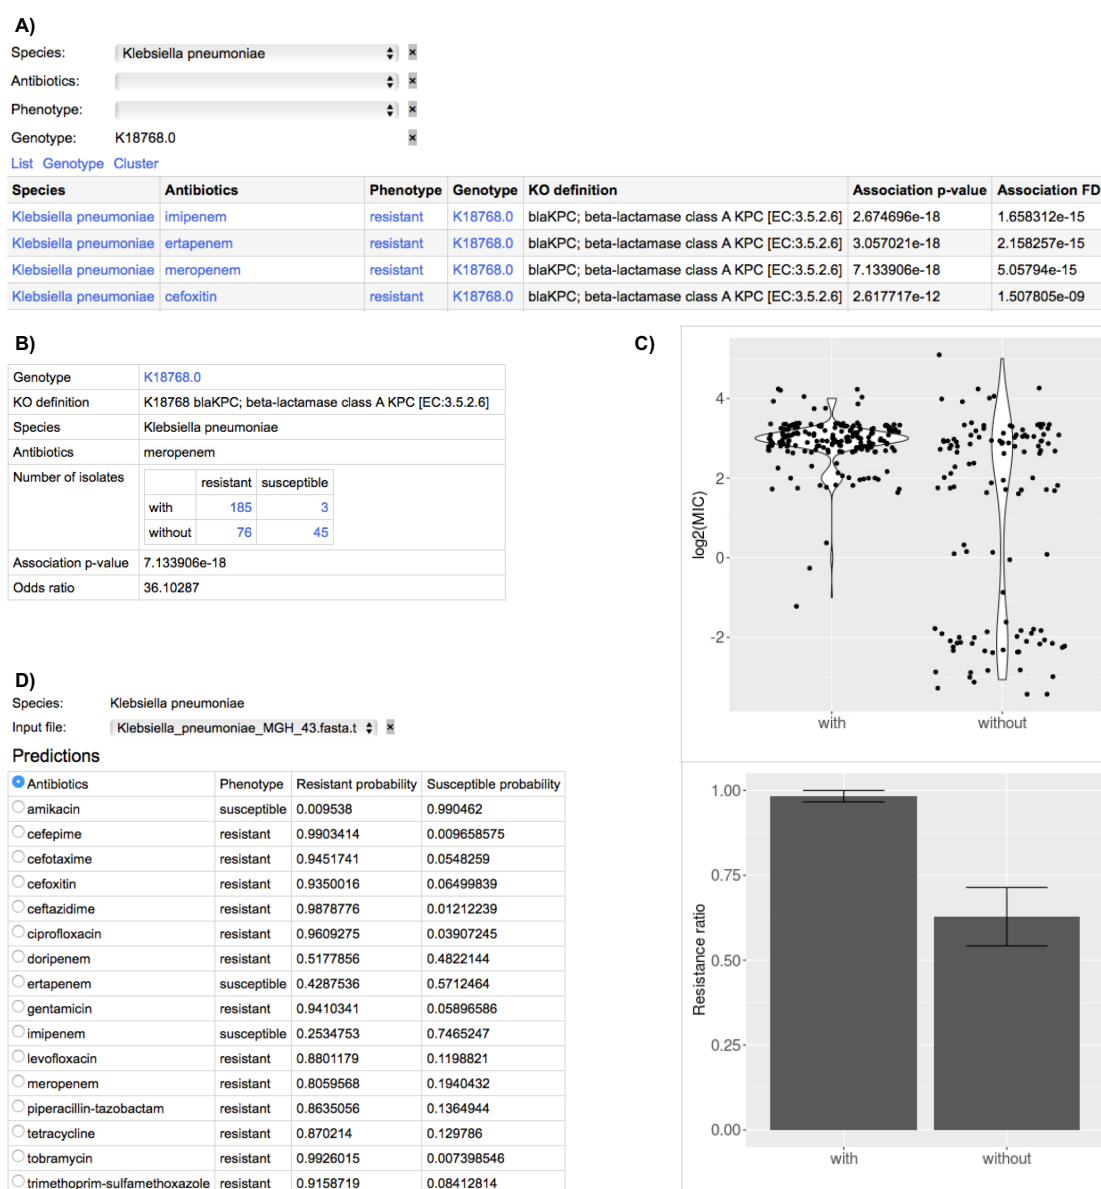 A)
Species: Klebsiella pneumoniae
Antibiotics:
Phenotype:
Genotype: K18768.0
List Genotype Cluster
Species Antibiotics Phenotype Genotype KO definition Association p-value Association FD
Klebsiella pneumoniae imipenem resistant K18768.0 blaKPC; beta-lactamase class A KPC [EC:3.5.2.6] 2.674696e-18 1.658312e-15
Klebsiella pneumoniae ertapenem resistant K18768.0 blaKPC; beta-lactamase class A KPC [EC:3.5.2.6] 3.057021e-18 2.158257e-15
Klebsiella pneumoniae meropenem resistant K18768.0 blaKPC; beta-lactamase class A KPC [EC:3.5.2.6] 7.133906e-18 5.05794e-15
Klebsiella pneumoniae cefoxitin resistant K18768.0 blaKPC; beta-lactamase class A KPC [EC:3.5.2.6] 2.617717e-12 1.507805e-09
B)
Genotype K18768.0
KO definition K18768 blaKPC; beta-lactamase class A KPC [EC:3.5.2.6]
Species Klebsiella pneumoniae
Antibiotics meropenem
Number of isolates
resistant susceptible
with 185 3
without 76 45
Association p-value 7.133906e-18
Odds ratio 36.10287
C)
log2(MIC)
4
2
0
-2
with without
Resistance ratio
1.00
0.75
0.50
0.25
0.00
with without
D)
Species: Klebsiella pneumoniae
Input file: Klebsiella_pneumoniae_MGH_43.fasta.t
Predictions
Antibiotics Phenotype Resistant probability Susceptible probability
amikacin susceptible 0.009538 0.990462
cefepime resistant 0.9903414 0.009658575
cefotaxime resistant 0.9451741 0.0548259
cefoxitin resistant 0.9350016 0.06499839
ceftazidime resistant 0.9878776 0.01212239
ciprofloxacin resistant 0.9609275 0.03907245
doripenem resistant 0.5177856 0.4822144
ertapenem susceptible 0.4287536 0.5712464
gentamicin resistant 0.9410341 0.05896586
imipenem susceptible 0.2534753 0.7465247
levofloxacin resistant 0.8801179 0.1198821
meropenem resistant 0.8059568 0.1940432
piperacillin-tazobactam resistant 0.8635056 0.1364944
tetracycline resistant 0.870214 0.129786
tobramycin resistant 0.9926015 0.007398546
trimethoprim-sulfamethoxazole resistant 0.9158719 0.08412814